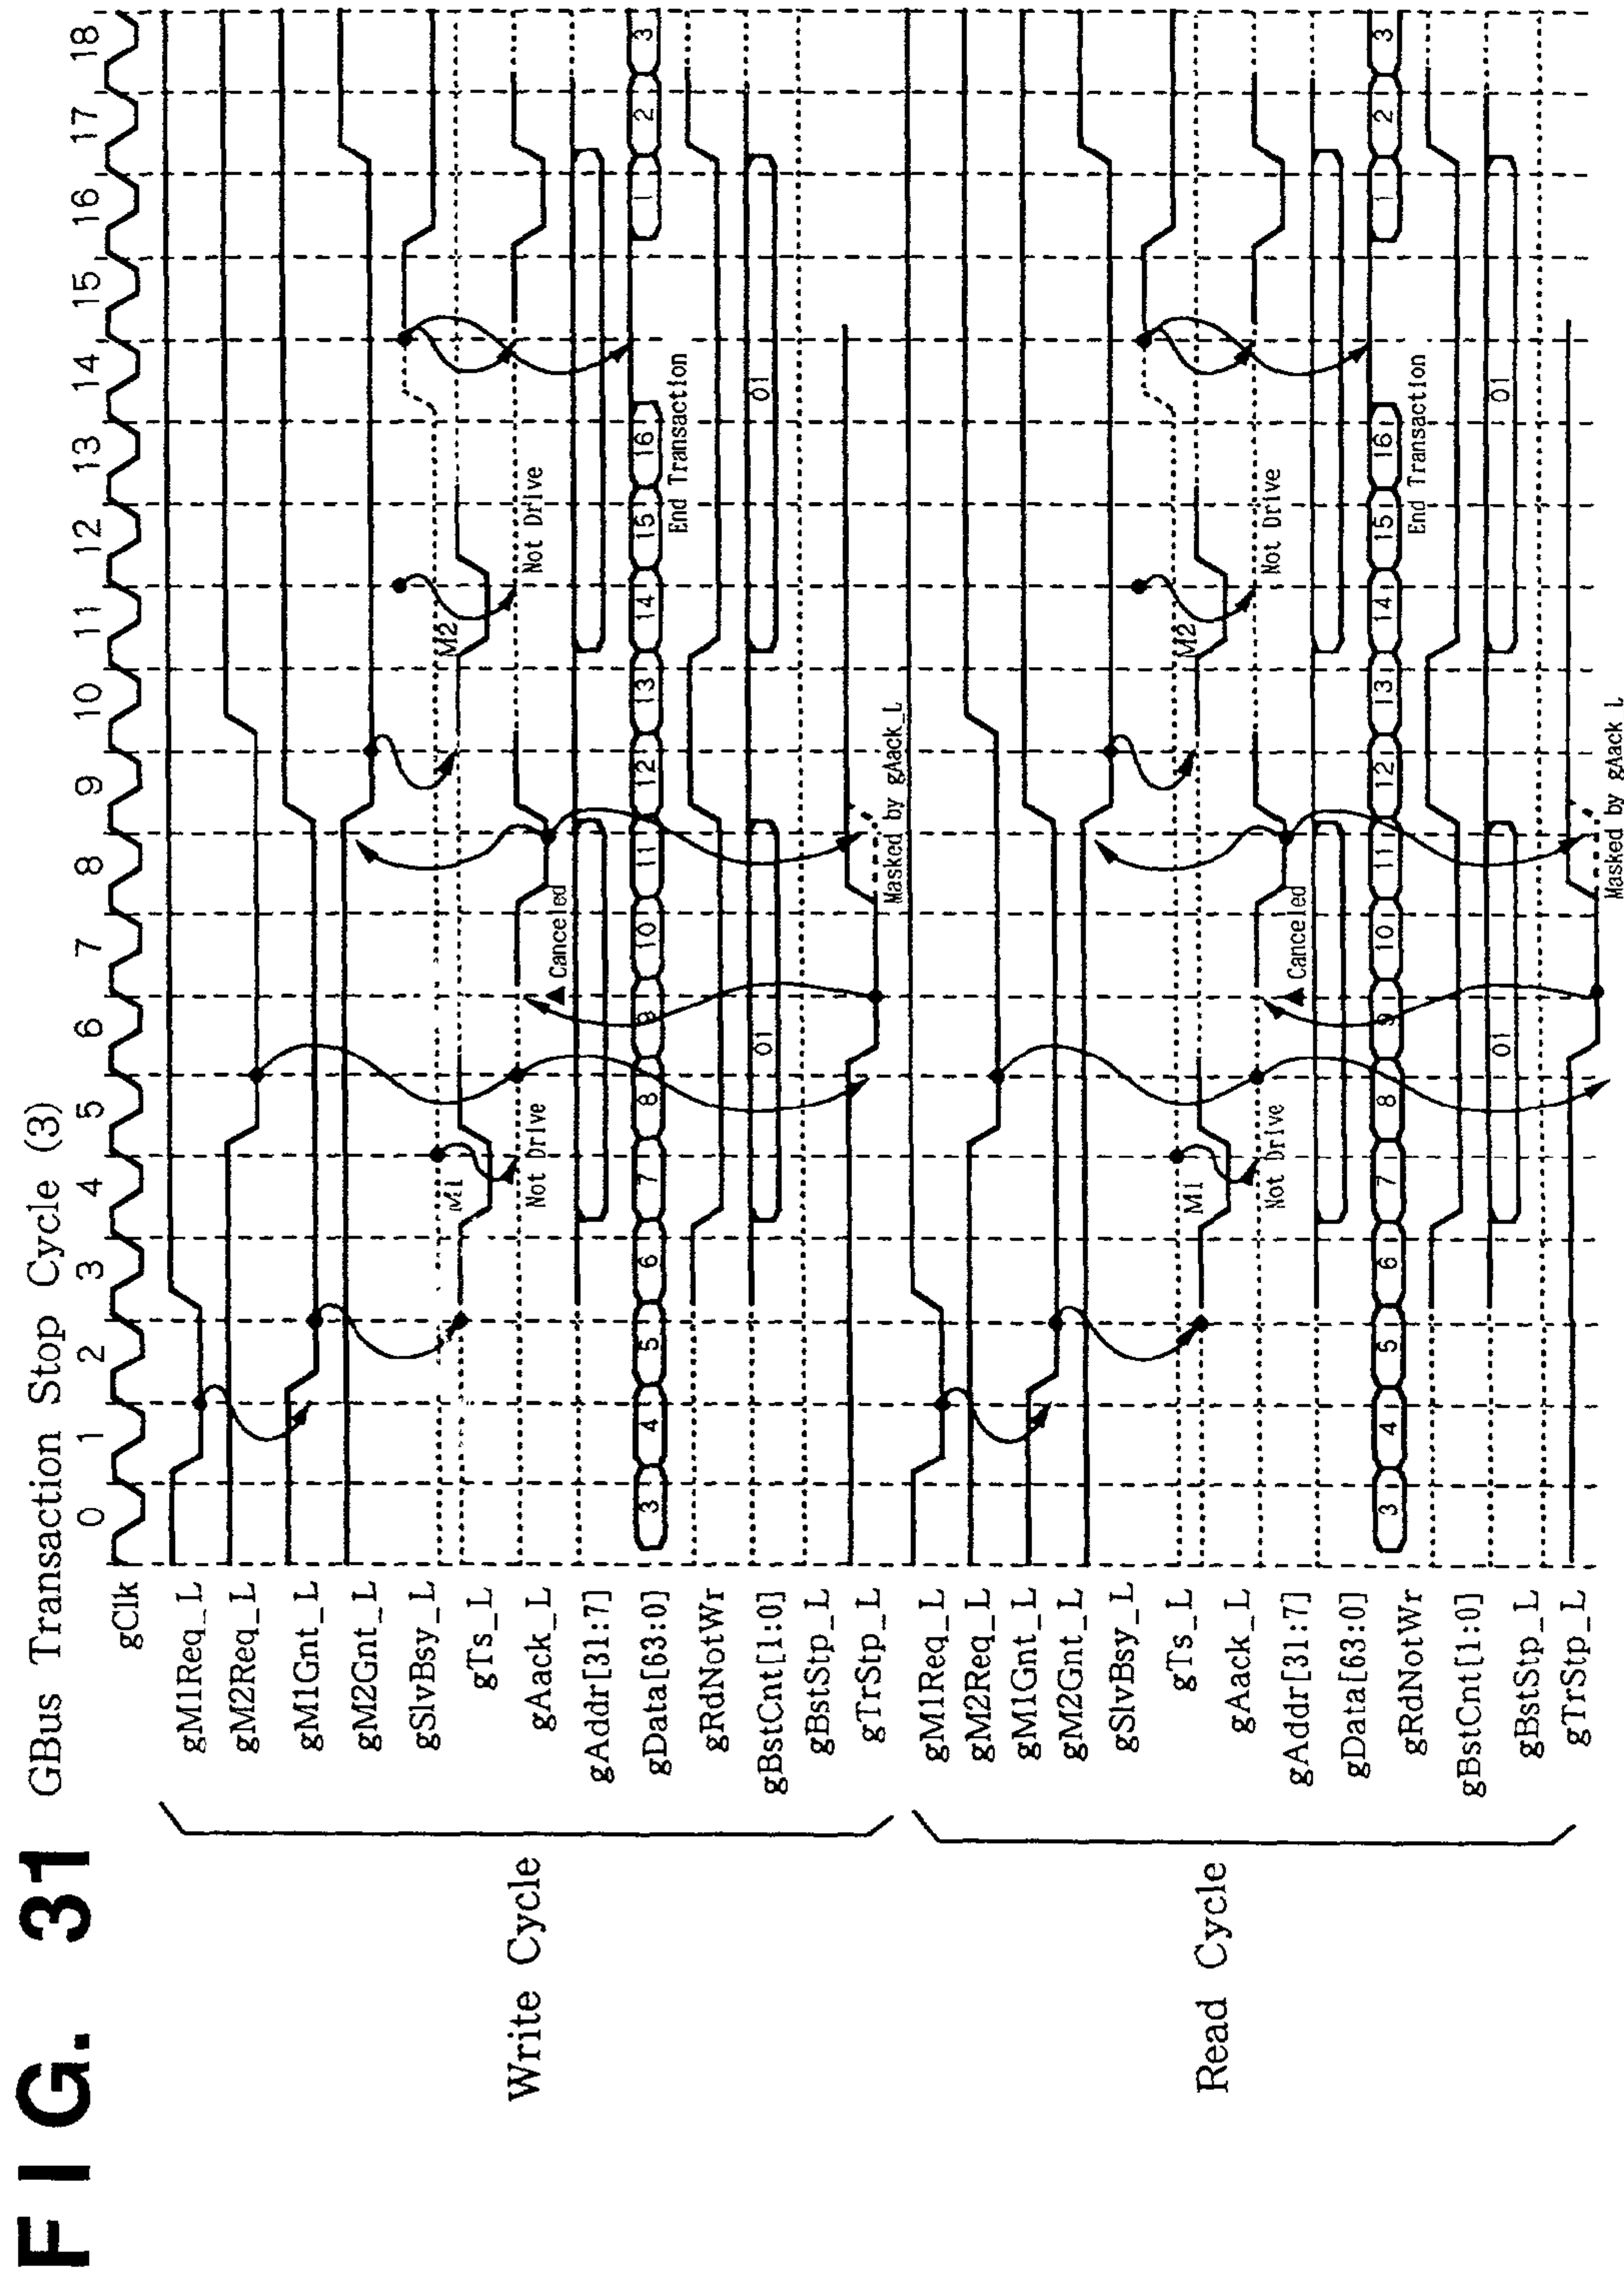 FIG. 31 GBus Transaction Stop Cycle (3)
0 1 2 3 4 5 6 7 8 9 10 11 12 13 14 15 16 17 18
gClk
Write Cycle
gM1Req_L
gM2Req_L
gM1Gnt_L
gM2Gnt_L
gSlvBsy_L
gTs_L M1 M2
gAack_L Not Drive Canceled Not Drive
gAddr[31:7]
gData[63:0] 3 4 5 6 7 8 9 10 11 12 13 14 15 16 1 2 3
End Transaction
gRdNotWr
gBstCnt[1:0] 01 01
gBstStp_L
gTrStp_L
Masked by gAack_L
Read Cycle
gM1Req_L
gM2Req_L
gM1Gnt_L
gM2Gnt_L
gSlvBsy_L
gTs_L M1 M2
gAack_L Not Drive Canceled Not Drive
gAddr[31:7]
gData[63:0] 3 4 5 6 7 8 9 10 11 12 13 14 15 16 1 2 3
End Transaction
gRdNotWr
gBstCnt[1:0] 01 01
gBstStp_L
gTrStp_L
Masked by gAack_L